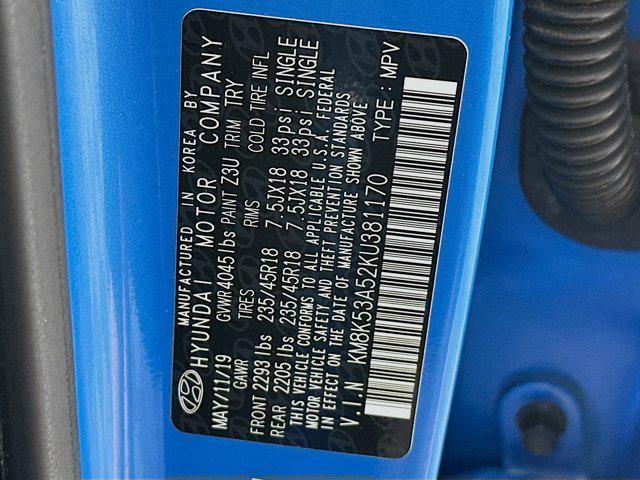 MANUFACTURED IN KOREA BY
HYUNDAI MOTOR COMPANY
MAY/11/19 GVWR 4045lbs PAINT Z3U TRIM TRY
GAWR TIRES RIMS COLD TIRE INFL
FRONT 2293 lbs 235/45R18 7.5JX18 33psi SINGLE
REAR 2205 lbs 235/45R18 7.5JX18 33psi SINGLE
THIS VEHICLE CONFORMS TO ALL APPLICABLE U.S.A. FEDERAL
MOTOR VEHICLE SAFETY AND THEFT PREVENTION STANDARDS
IN EFFECT ON THE DATE OF MANUFACTURE SHOWN ABOVE
V.I.N KM8K53A52KU381170 TYPE : MPV